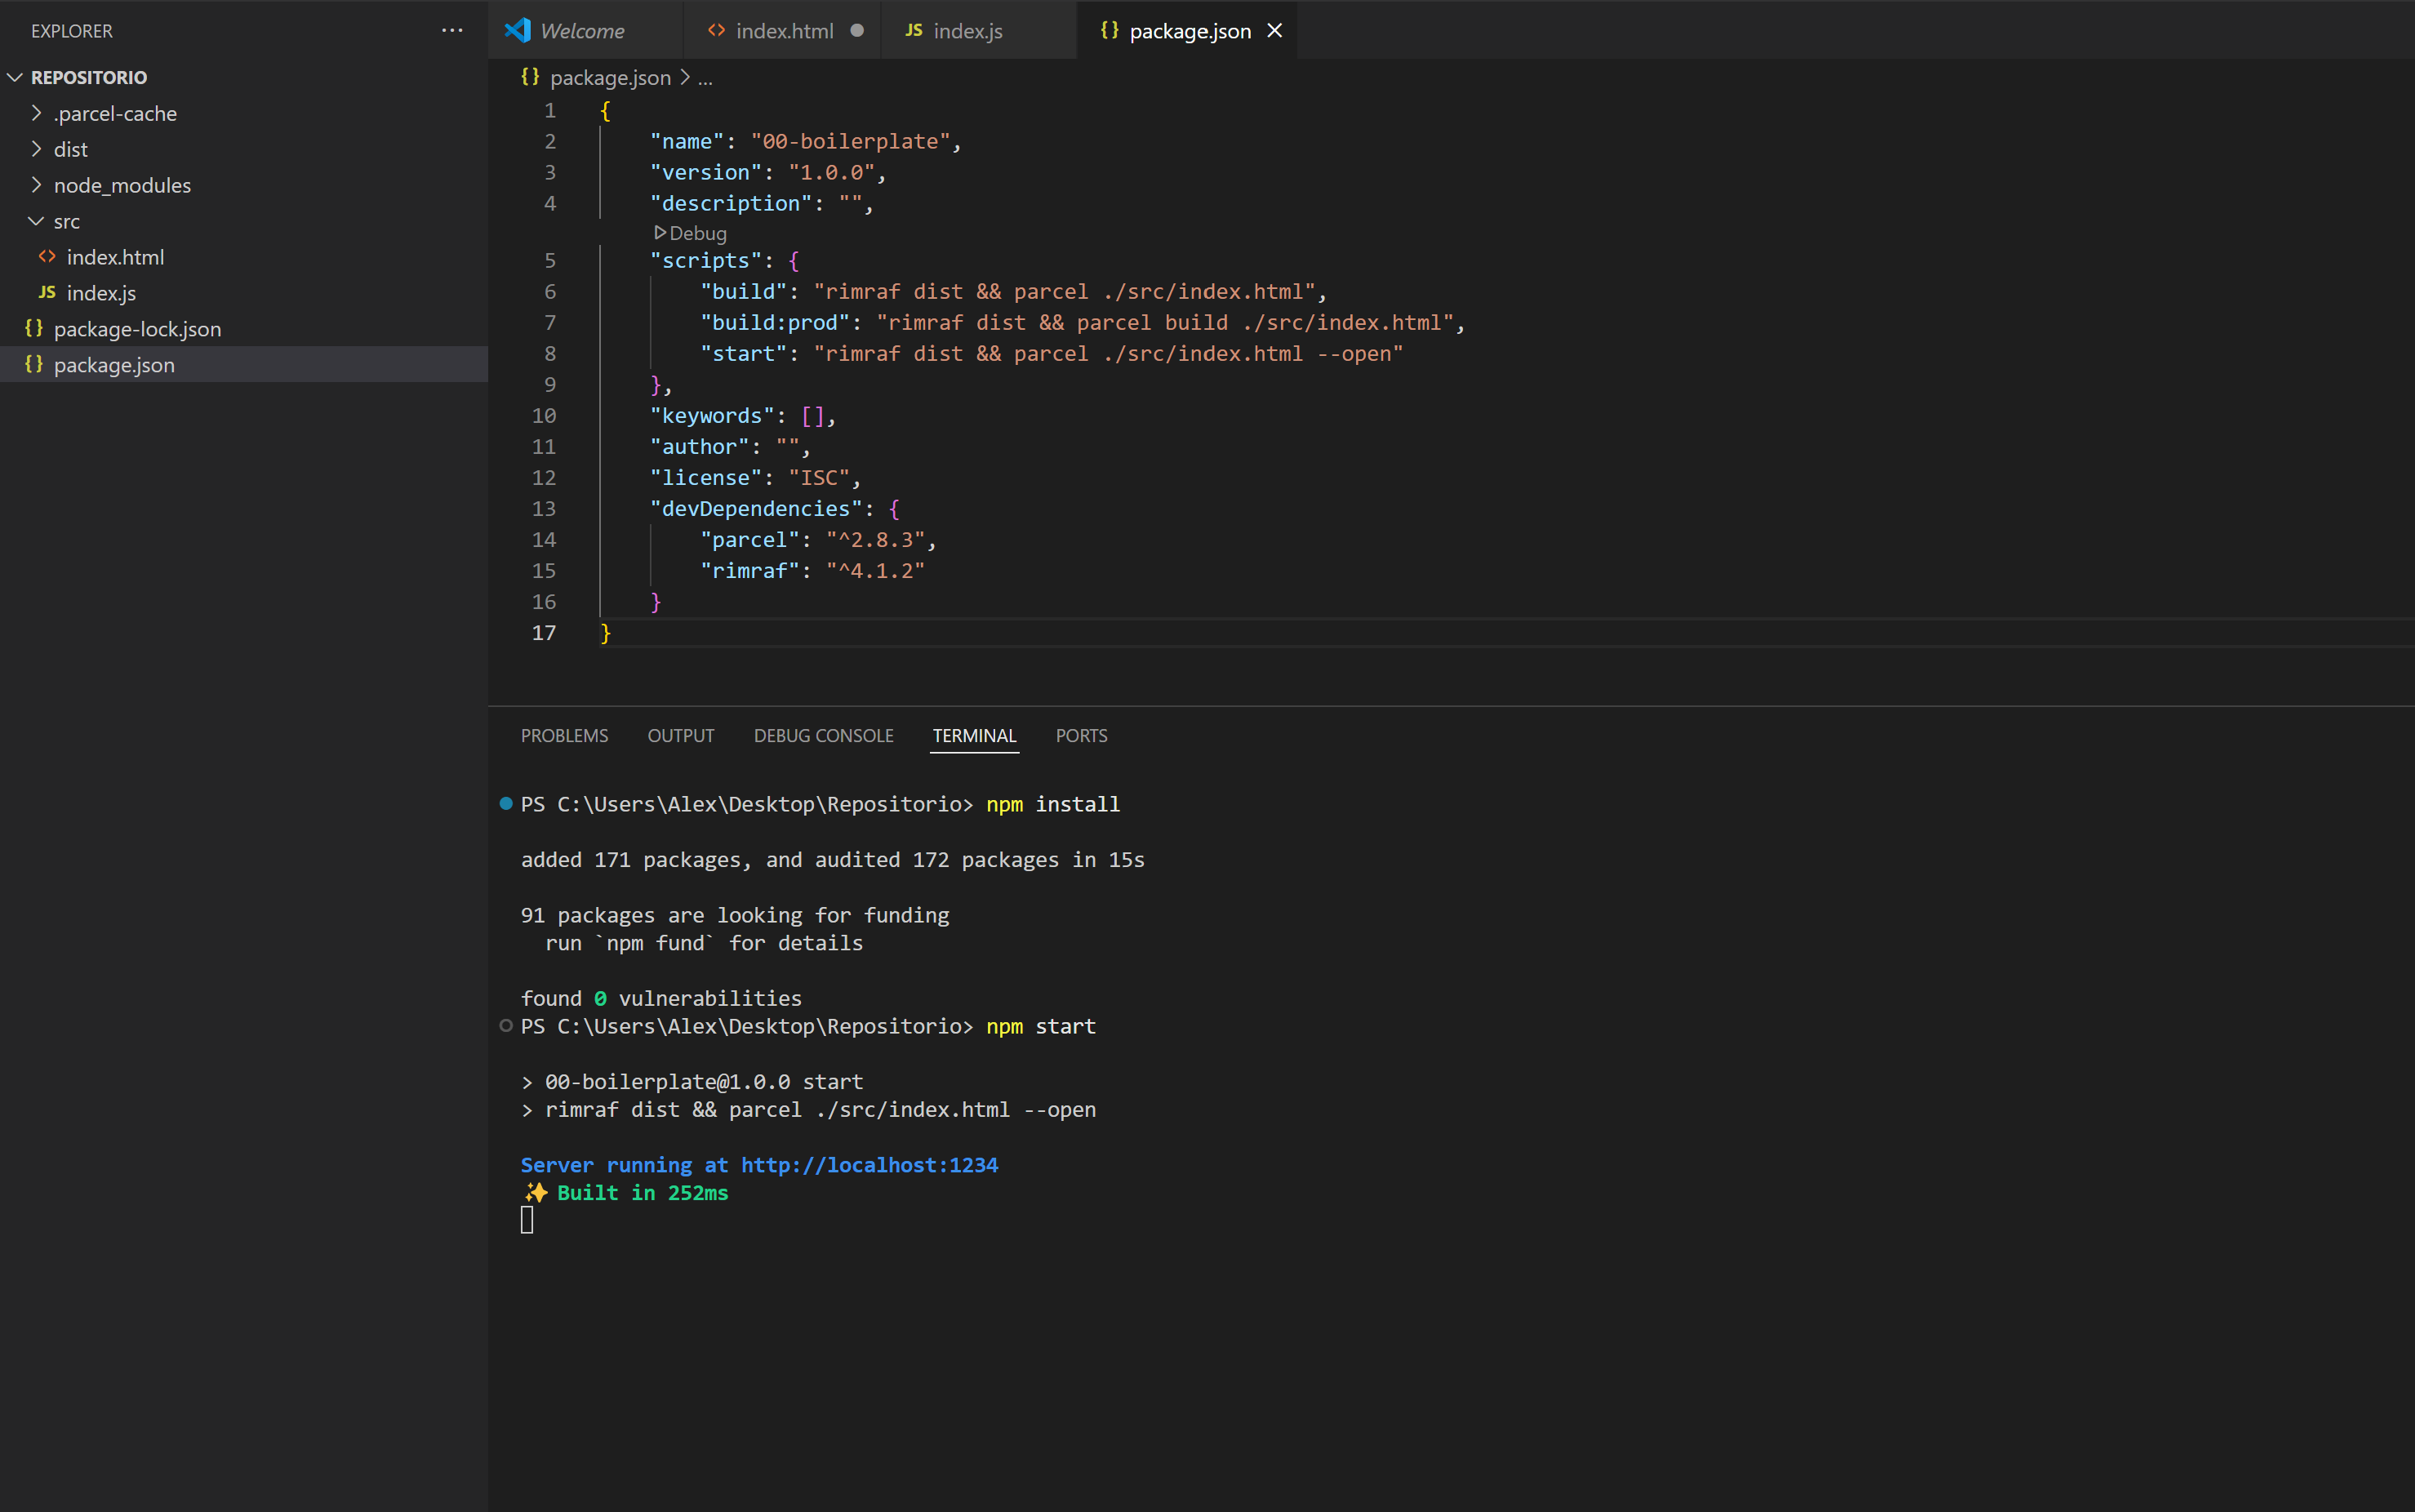 EXPLORER
REPOSITORIO
.parcel-cache
dist
node_modules
src
index.html
index.js
package-lock.json
package.json
Welcome
index.html
JS index.js
{} package.json
{} package.json > ...
1 {
2 "name": "00-boilerplate",
3 "version": "1.0.0",
4 "description": "",
Debug
5 "scripts": {
6 "build": "rimraf dist && parcel ./src/index.html",
7 "build:prod": "rimraf dist && parcel build ./src/index.html",
8 "start": "rimraf dist && parcel ./src/index.html --open"
9 },
10 "keywords": [],
11 "author": "",
12 "license": "ISC",
13 "devDependencies": {
14 "parcel": "^2.8.3",
15 "rimraf": "^4.1.2"
16 }
17 }
PROBLEMS OUTPUT DEBUG CONSOLE TERMINAL PORTS
PS C:\Users\Alex\Desktop\Repositorio> npm install
added 171 packages, and audited 172 packages in 15s
91 packages are looking for funding
run `npm fund` for details
found 0 vulnerabilities
PS C:\Users\Alex\Desktop\Repositorio> npm start
> 00-boilerplate@1.0.0 start
> rimraf dist && parcel ./src/index.html --open
Server running at http://localhost:1234
✨ Built in 252ms